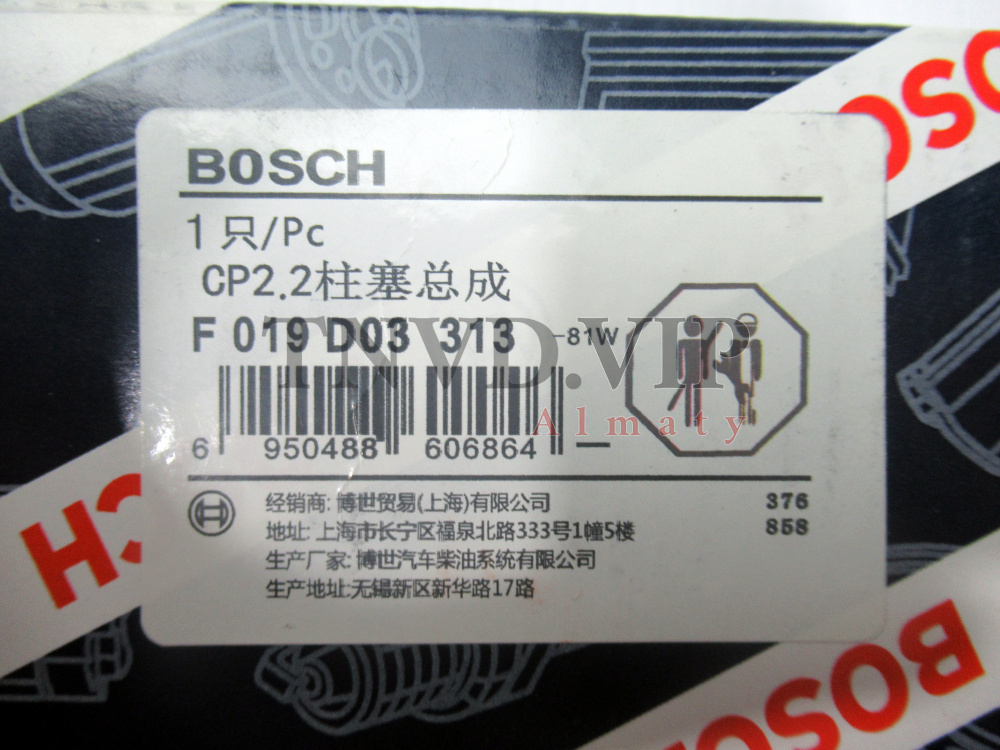 BOSCH
BOSCH
1只/Pc
CP2.2柱塞总成
F 019 D03 313 -81W
TNVD.VIP
Almaty
6 950488 606864
经销商: 博世贸易(上海)有限公司 376
地址: 上海市长宁区福泉北路333号1幢5楼 858
生产厂家: 博世汽车柴油系统有限公司
生产地址:无锡新区新华路17路
CH
BOSCH